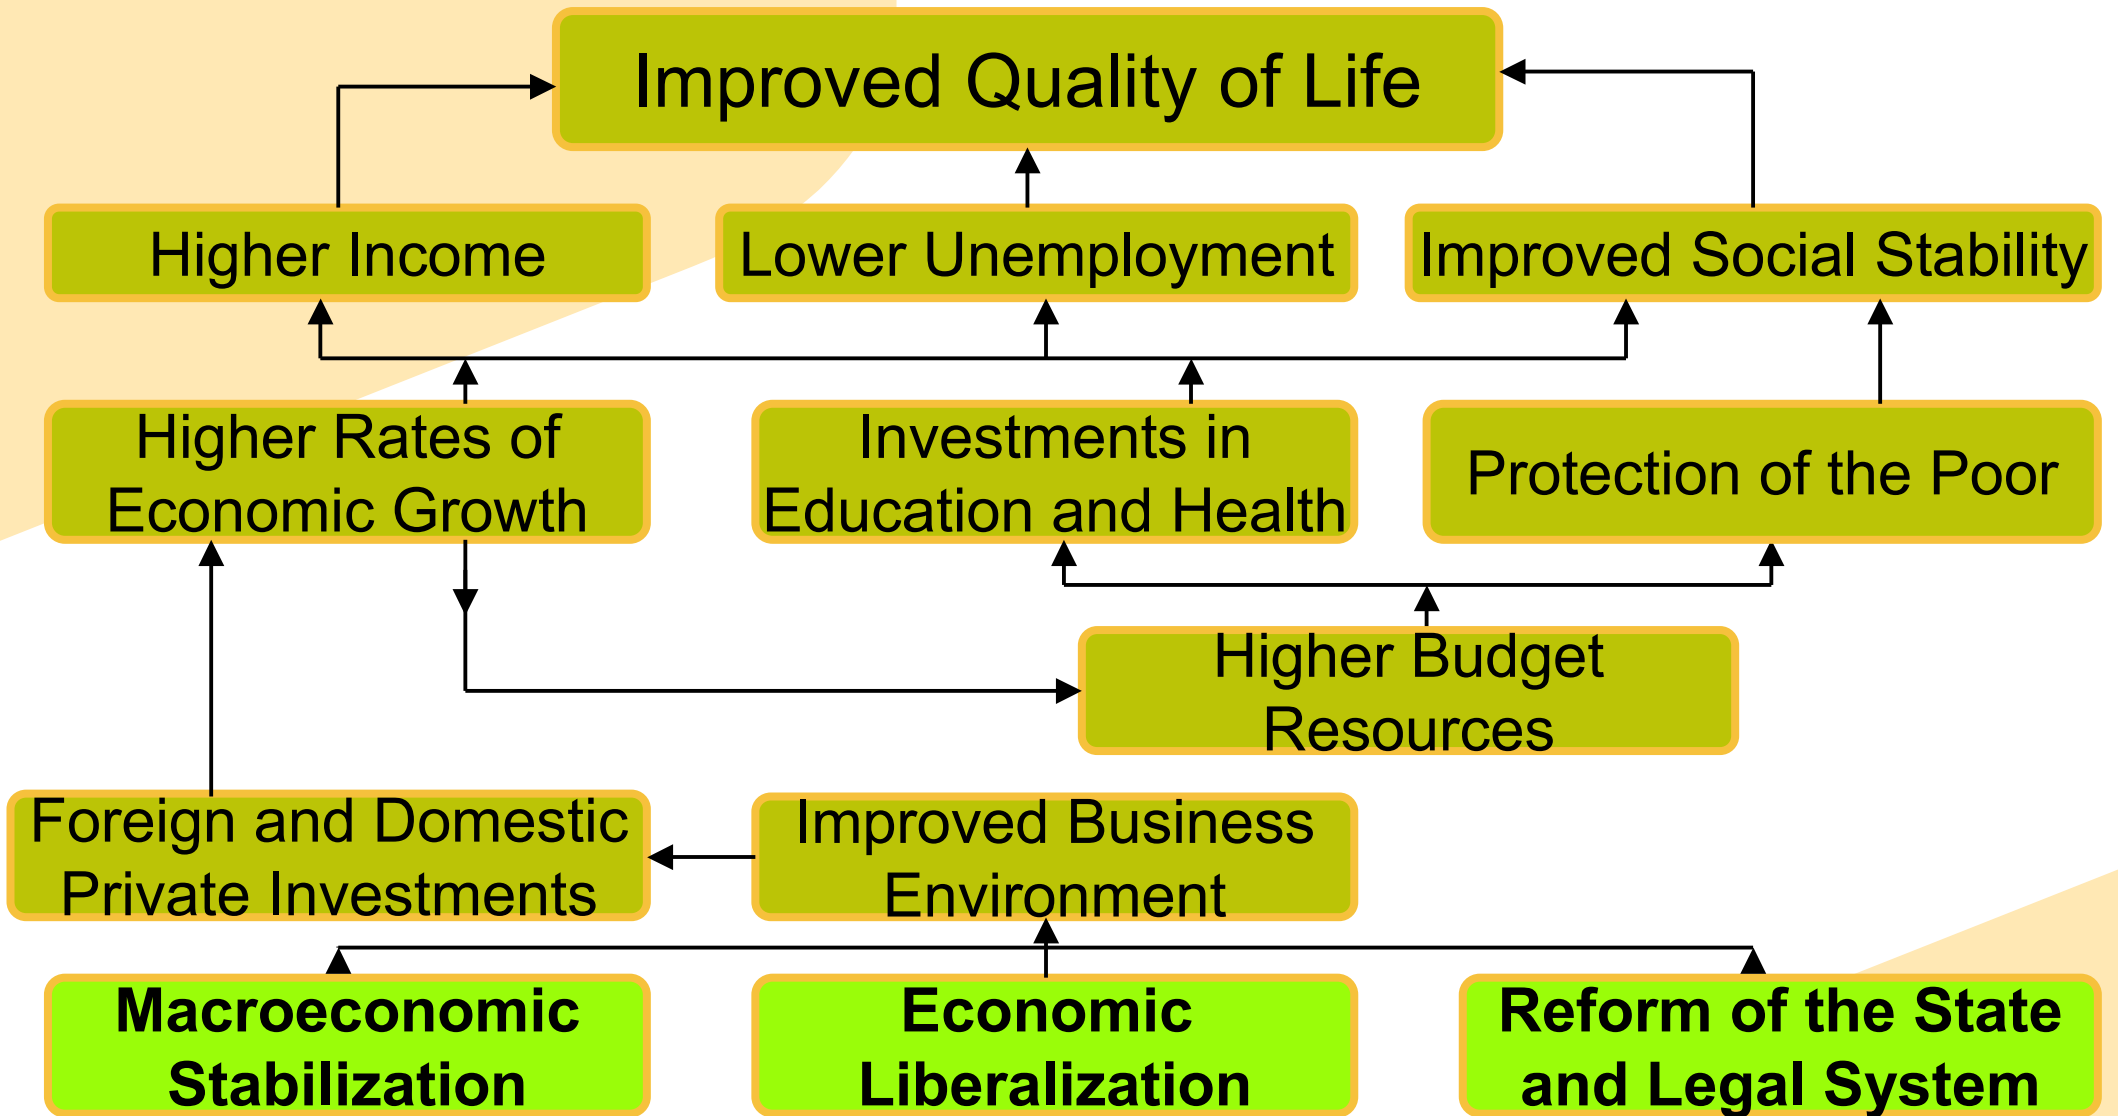 Improved Quality of Life
Higher Income
Lower Unemployment
Improved Social Stability
Higher Rates of
Economic Growth
Investments in
Education and Health
Protection of the Poor
Higher Budget
Resources
Foreign and Domestic
Private Investments
Improved Business
Environment
Macroeconomic
Stabilization
Economic
Liberalization
Reform of the State
and Legal System